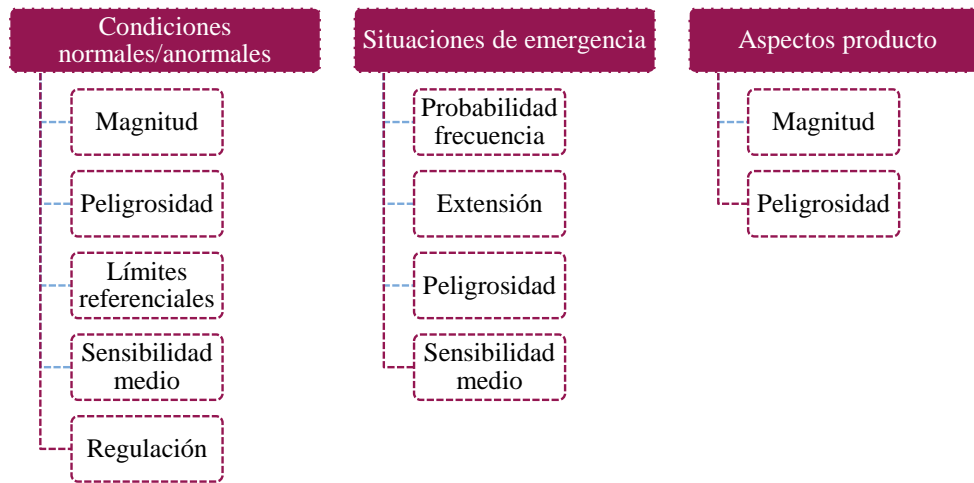 Condiciones
normales/anormales
Magnitud
Peligrosidad
Límites
referenciales
Sensibilidad
medio
Regulación
Situaciones de emergencia
Probabilidad
frecuencia
Extensión
Peligrosidad
Sensibilidad
medio
Aspectos producto
Magnitud
Peligrosidad